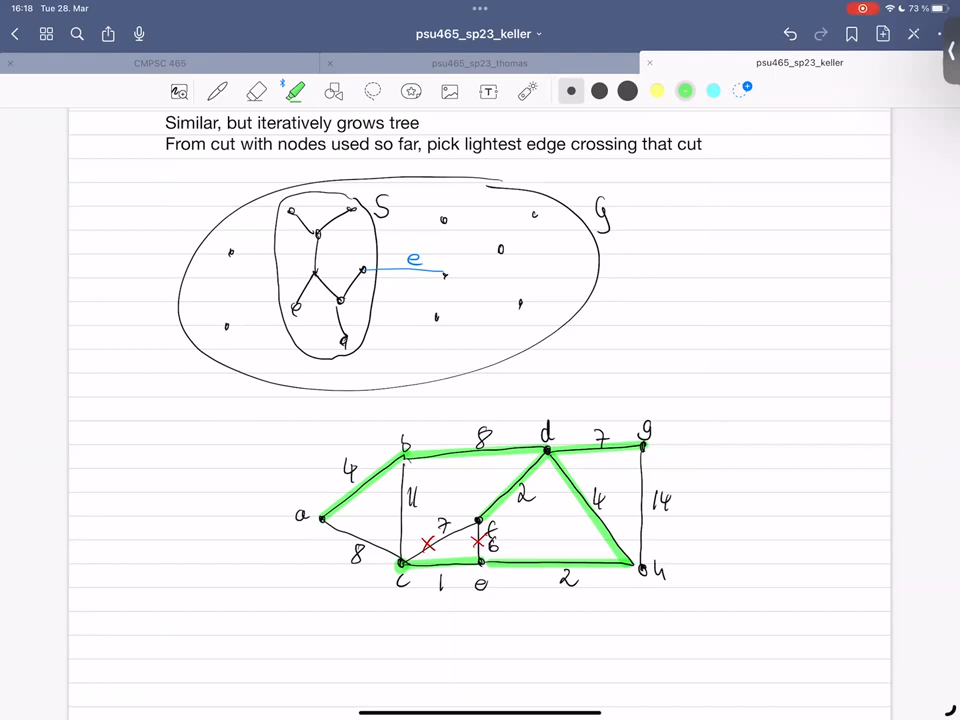 16:18 Tue 28. Mar
73 %
psu465_sp23_keller
CMPSC 465
psu465_sp23_thomas
psu465_sp23_keller
Similar, but iteratively grows tree
From cut with nodes used so far, pick lightest edge crossing that cut
S
G
e
b
8
d
7
g
4
11
2
4
14
a
7
f
8
6
h
c
1
e
2